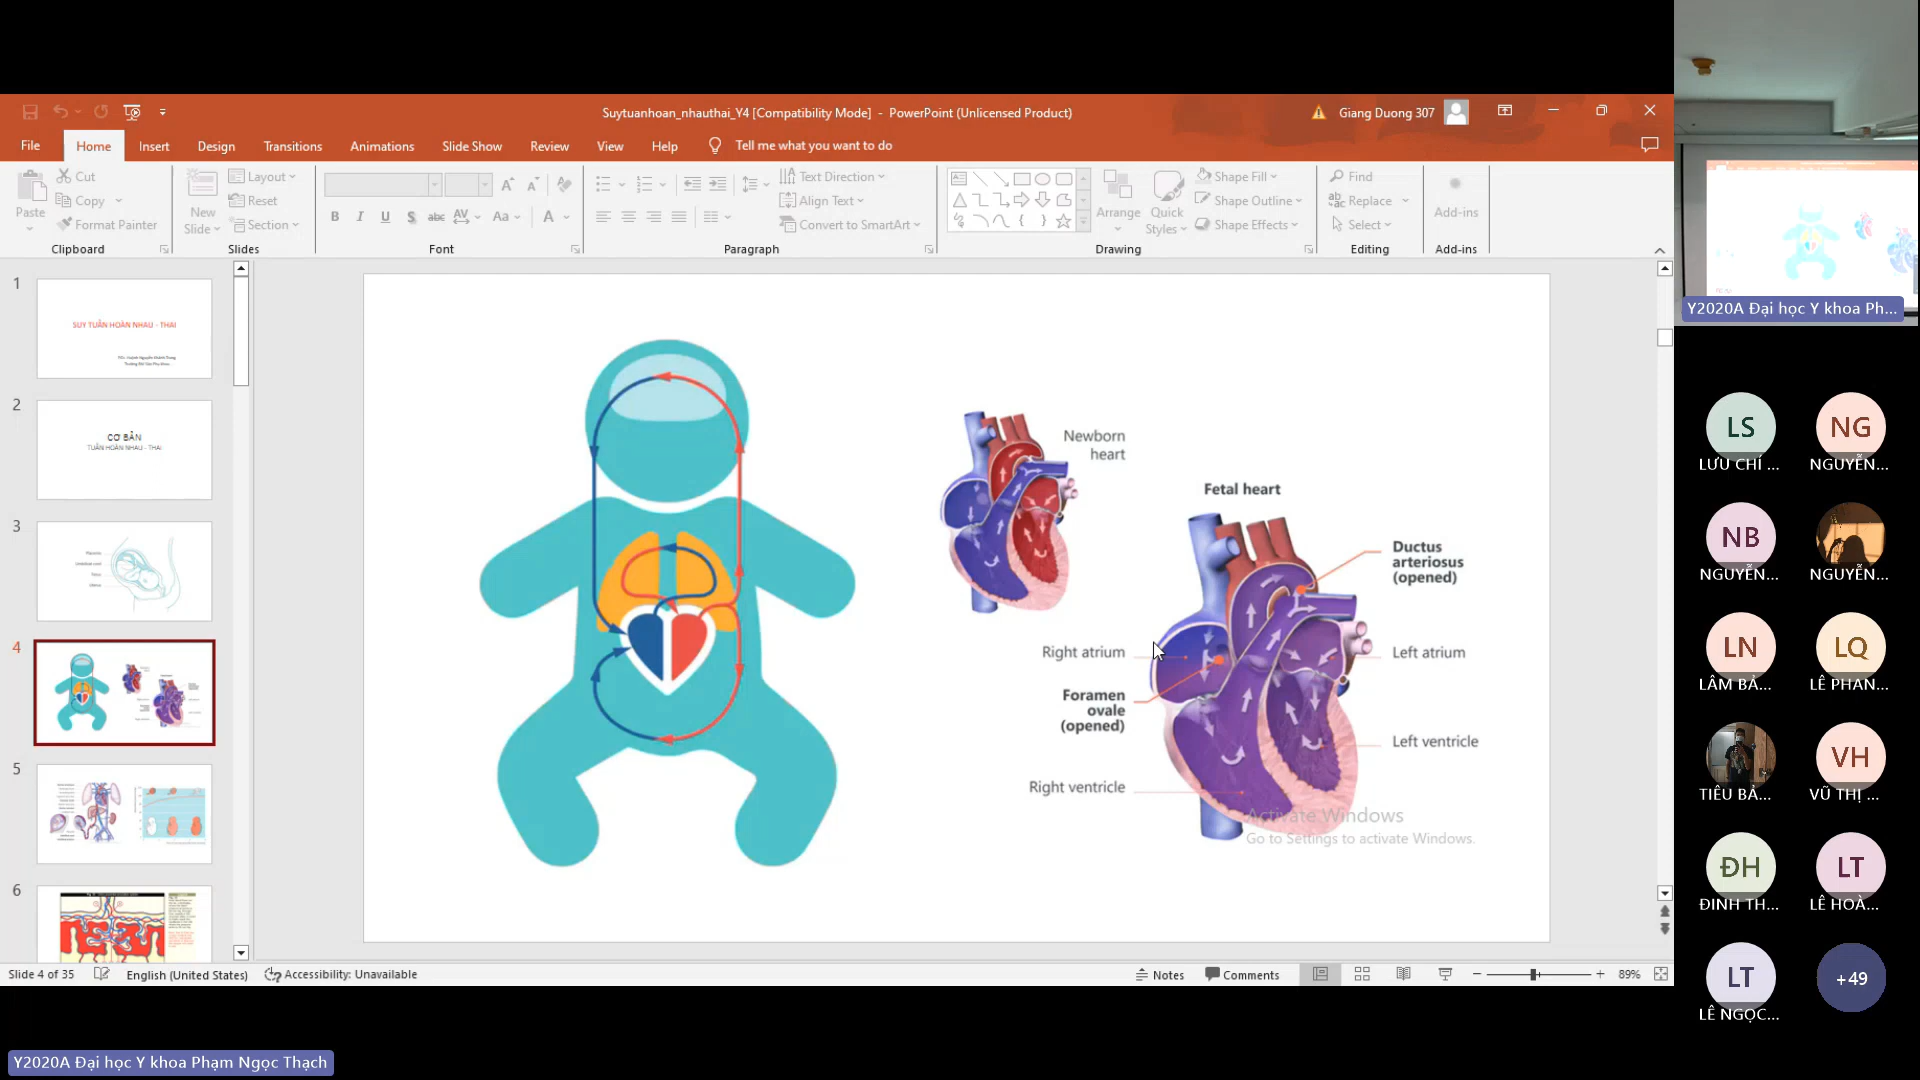 Suytuanhoan_nhauthai_Y4 [Compatibility Mode] - PowerPoint (Unlicensed Product)
Giang Duong 307
File
Home
Insert
Design
Transitions
Animations
Slide Show
Review
View
Help
Tell me what you want to do
Paste
Cut
Copy
Format Painter
Clipboard
New Slide
Layout
Reset
Section
Slides
Font
Text Direction
Align Text
Convert to SmartArt
Paragraph
Arrange
Quick Styles
Shape Fill
Shape Outline
Shape Effects
Drawing
Find
Replace
Select
Editing
Add-ins
Add-ins
1
SUY TUẦN HOÀN NHAU - THAI
2
CƠ BẢN
TUẦN HOÀN NHAU - THAI
3
4
5
6
Newborn
heart
Fetal heart
Ductus
arteriosus
(opened)
Right atrium
Left atrium
Foramen
ovale
(opened)
Left ventricle
Right ventricle
Activate Windows
Go to Settings to activate Windows.
Slide 4 of 35
English (United States)
Accessibility: Unavailable
Notes
Comments
89%
Y2020A Đại học Y khoa Ph...
LS
LƯU CHÍ ...
NG
NGUYỄN...
NB
NGUYỄN...
NGUYỄN...
LN
LÂM BẢ...
LQ
LÊ PHAN...
TIÊU BẢ...
VH
VŨ THỊ ...
ĐH
ĐINH TH...
LT
LÊ HOÀ...
LT
LÊ NGỌC...
+49
Y2020A Đại học Y khoa Phạm Ngọc Thạch